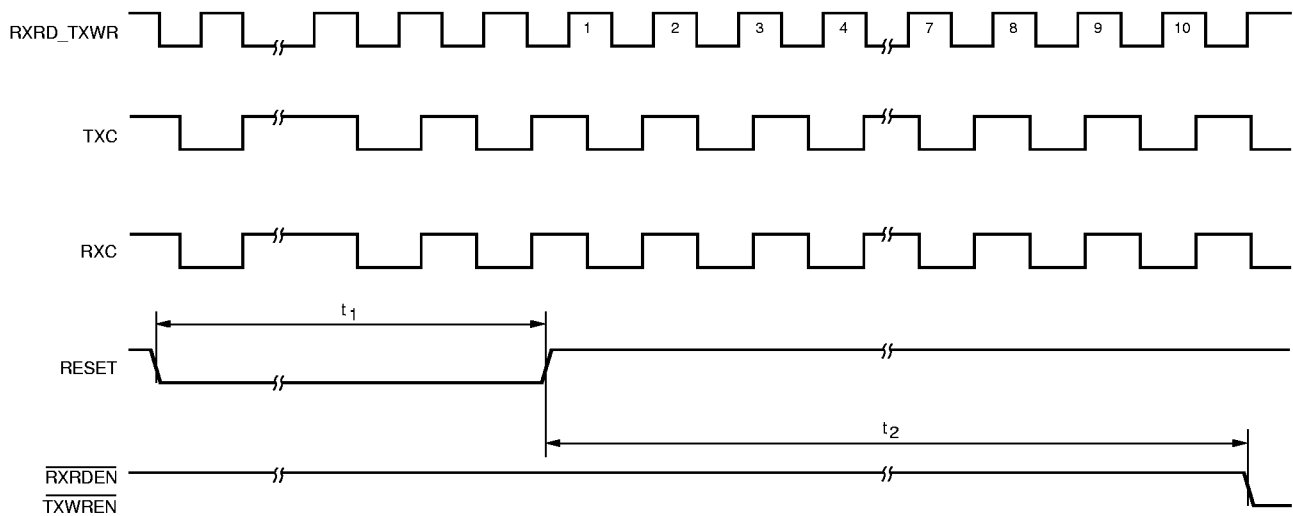 RXRD_TXWR 1 2 3 4 7 8 9 10
TXC
RXC
t1
RESET
t2
RXRDEN
TXWREN